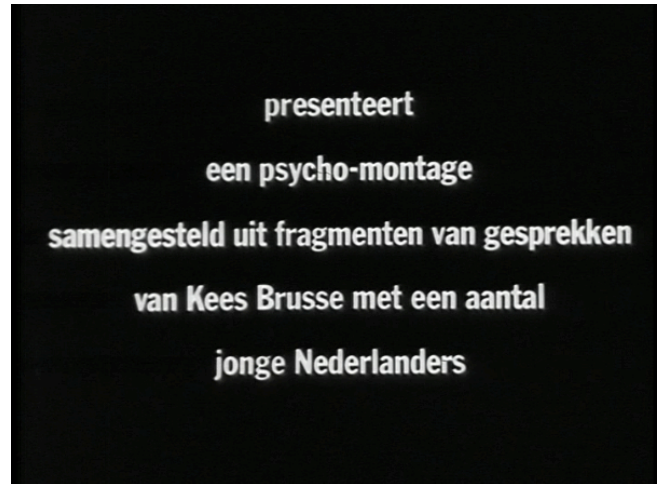 presenteert
een psycho-montage
samengesteld uit fragmenten van gesprekken
van Kees Brusse met een aantal
jonge Nederlanders